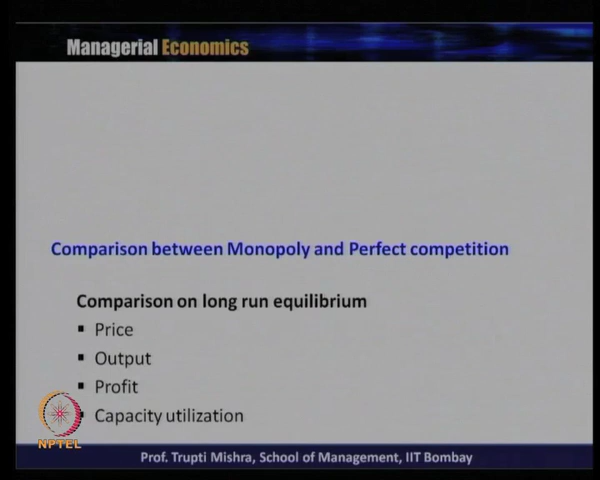 Managerial Economics
Comparison between Monopoly and Perfect competition
Comparison on long run equilibrium
▪ Price
▪ Output
▪ Profit
▪ Capacity utilization
NPTEL
Prof. Trupti Mishra, School of Management, IIT Bombay